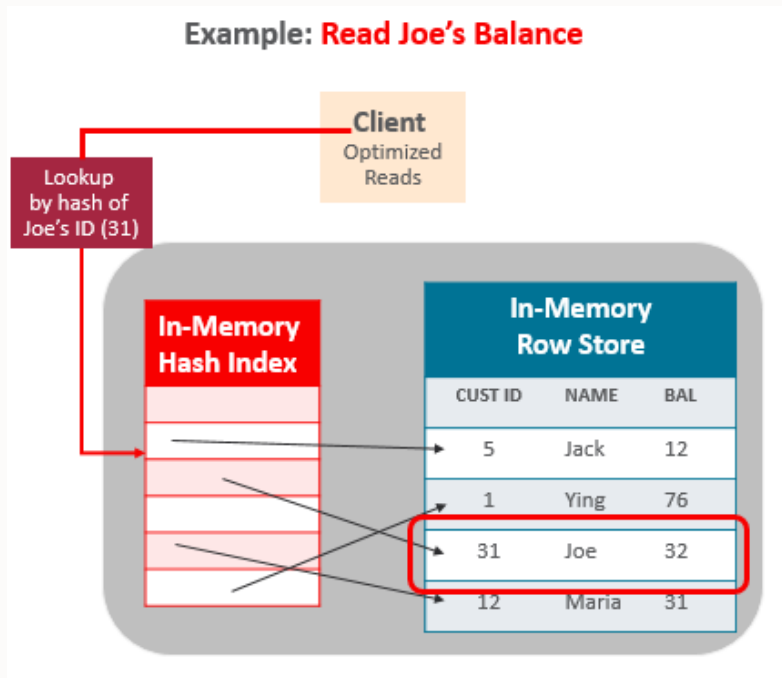 Example: Read Joe's Balance
Client
Optimized
Reads
Lookup
by hash of
Joe's ID (31)
In-Memory
Hash Index
In-Memory
Row Store
CUST ID NAME BAL
5 Jack 12
1 Ying 76
31 Joe 32
12 Maria 31